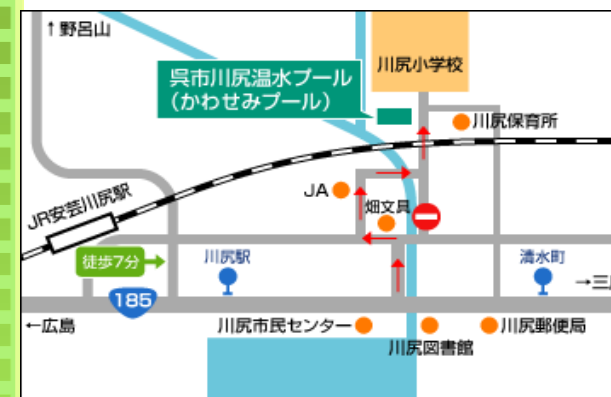 ↑野呂山
川尻小学校
呉市川尻温水プール
（かわせみプール）
川尻保育所
JA
JR安芸川尻駅
畑文具
徒歩7分→
川尻駅
清水町
→三
185
←広島
川尻市民センター
川尻郵便局
川尻図書館